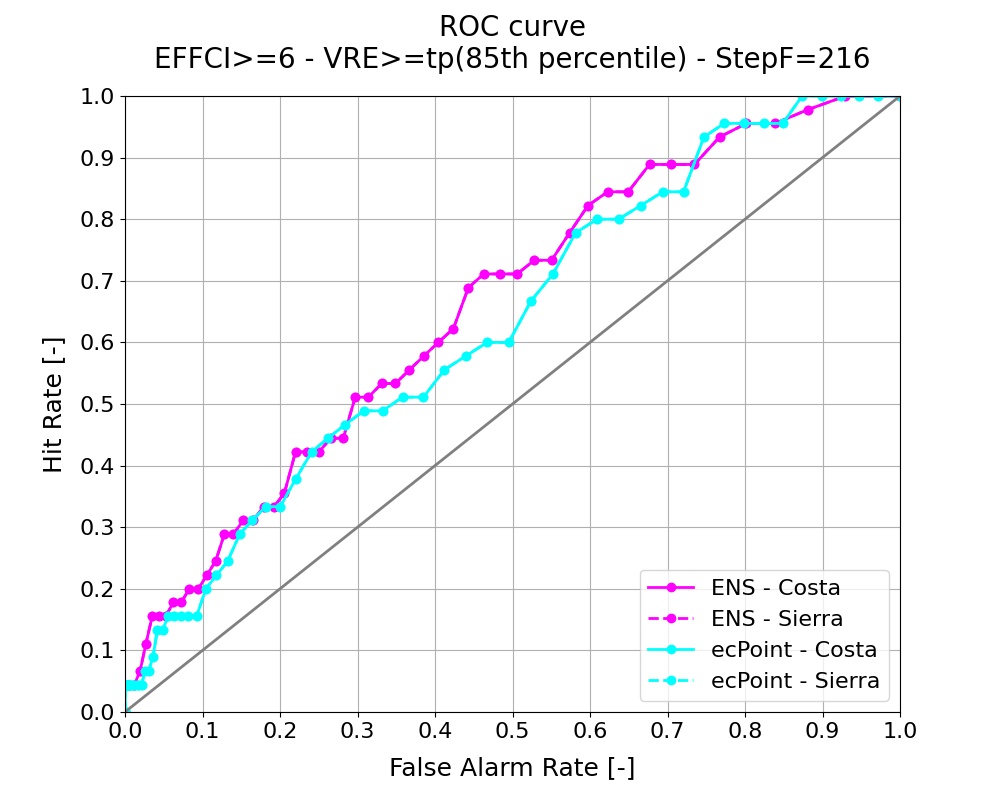 ROC curve
EFFCI>=6 - VRE>=tp(85th percentile) - StepF=216
1.0
0.9
0.8
0.7
0.6
0.5
0.4
0.3
0.2
0.1
0.0
Hit Rate [-]
ENS - Costa
ENS - Sierra
ecPoint - Costa
ecPoint - Sierra
0.0 0.1 0.2 0.3 0.4 0.5 0.6 0.7 0.8 0.9 1.0
False Alarm Rate [-]